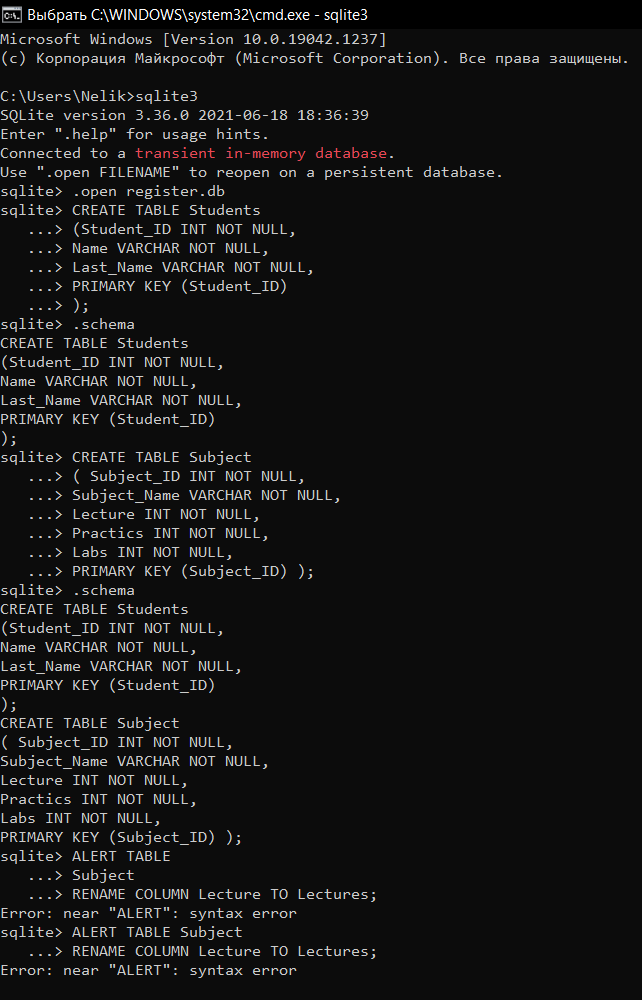 Выбрать C:\WINDOWS\system32\cmd.exe - sqlite3
Microsoft Windows [Version 10.0.19042.1237]
(c) Корпорация Майкрософт (Microsoft Corporation). Все права защищены.
C:\Users\Nelik>sqlite3
SQLite version 3.36.0 2021-06-18 18:36:39
Enter ".help" for usage hints.
Connected to a transient in-memory database.
Use ".open FILENAME" to reopen on a persistent database.
sqlite> .open register.db
sqlite> CREATE TABLE Students
   ...> (Student_ID INT NOT NULL,
   ...> Name VARCHAR NOT NULL,
   ...> Last_Name VARCHAR NOT NULL,
   ...> PRIMARY KEY (Student_ID)
   ...> );
sqlite> .schema
CREATE TABLE Students
(Student_ID INT NOT NULL,
Name VARCHAR NOT NULL,
Last_Name VARCHAR NOT NULL,
PRIMARY KEY (Student_ID)
);
sqlite> CREATE TABLE Subject
   ...> ( Subject_ID INT NOT NULL,
   ...> Subject_Name VARCHAR NOT NULL,
   ...> Lecture INT NOT NULL,
   ...> Practics INT NOT NULL,
   ...> Labs INT NOT NULL,
   ...> PRIMARY KEY (Subject_ID) );
sqlite> .schema
CREATE TABLE Students
(Student_ID INT NOT NULL,
Name VARCHAR NOT NULL,
Last_Name VARCHAR NOT NULL,
PRIMARY KEY (Student_ID)
);
CREATE TABLE Subject
( Subject_ID INT NOT NULL,
Subject_Name VARCHAR NOT NULL,
Lecture INT NOT NULL,
Practics INT NOT NULL,
Labs INT NOT NULL,
PRIMARY KEY (Subject_ID) );
sqlite> ALERT TABLE
   ...> Subject
   ...> RENAME COLUMN Lecture TO Lectures;
Error: near "ALERT": syntax error
sqlite> ALERT TABLE Subject
   ...> RENAME COLUMN Lecture TO Lectures;
Error: near "ALERT": syntax error